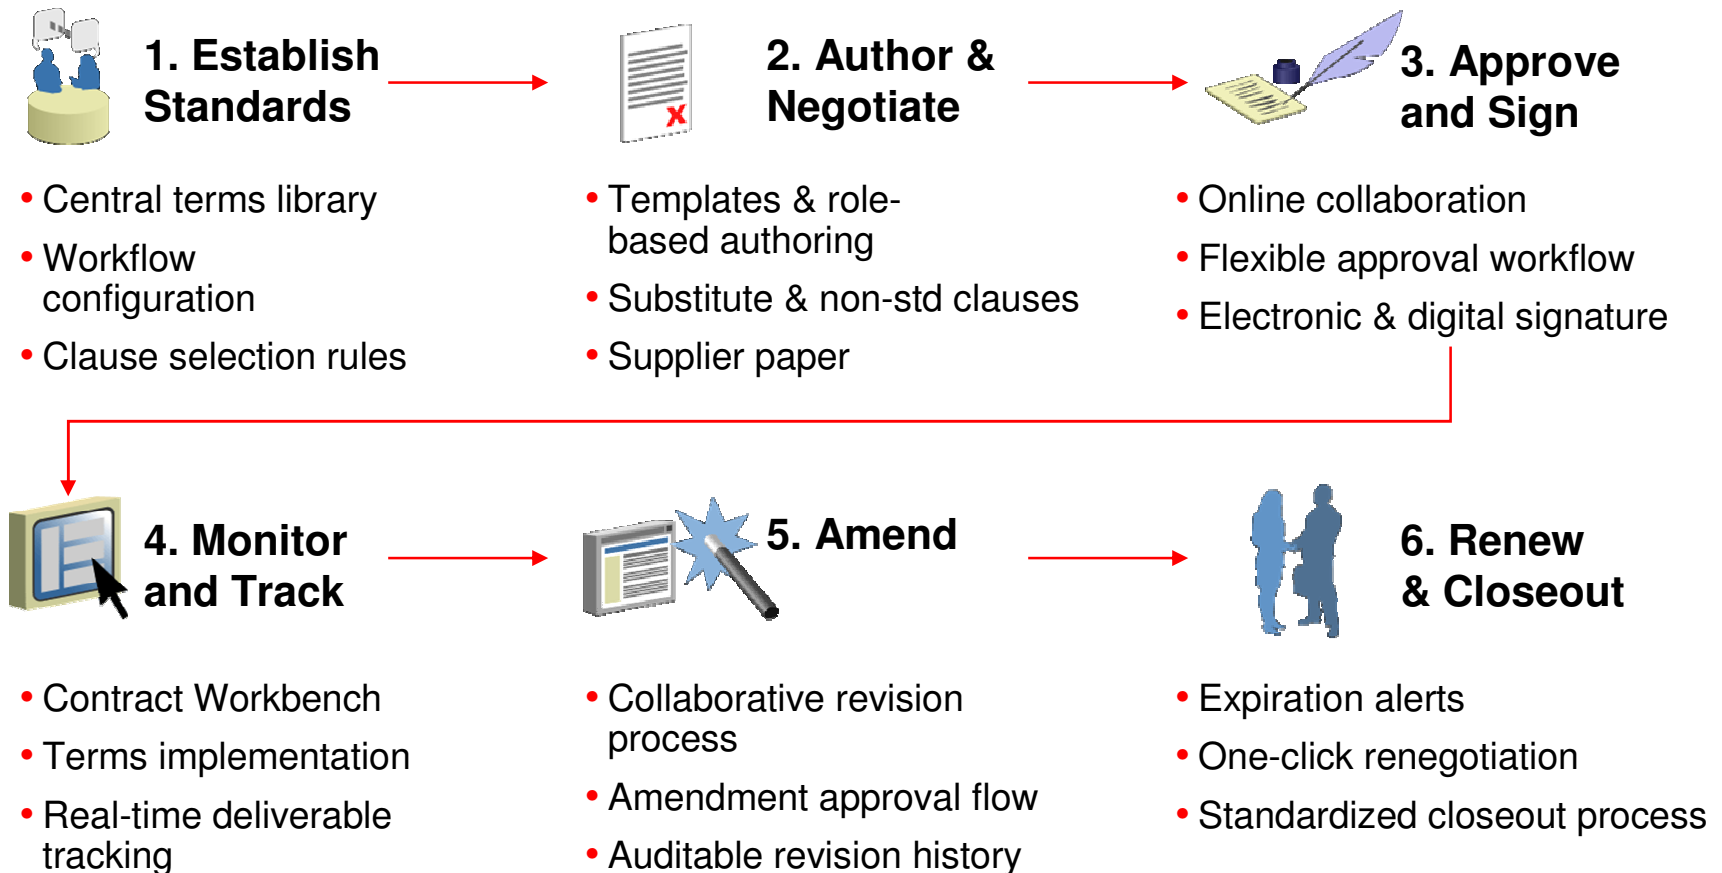 1. Establish
Standards
2. Author &
Negotiate
3. Approve
and Sign
• Central terms library
• Workflow
configuration
• Clause selection rules
• Templates & role-
based authoring
• Substitute & non-std clauses
• Supplier paper
• Online collaboration
• Flexible approval workflow
• Electronic & digital signature
4. Monitor
and Track
5. Amend
6. Renew
& Closeout
• Contract Workbench
• Terms implementation
• Real-time deliverable
tracking
• Collaborative revision
process
• Amendment approval flow
• Auditable revision history
• Expiration alerts
• One-click renegotiation
• Standardized closeout process